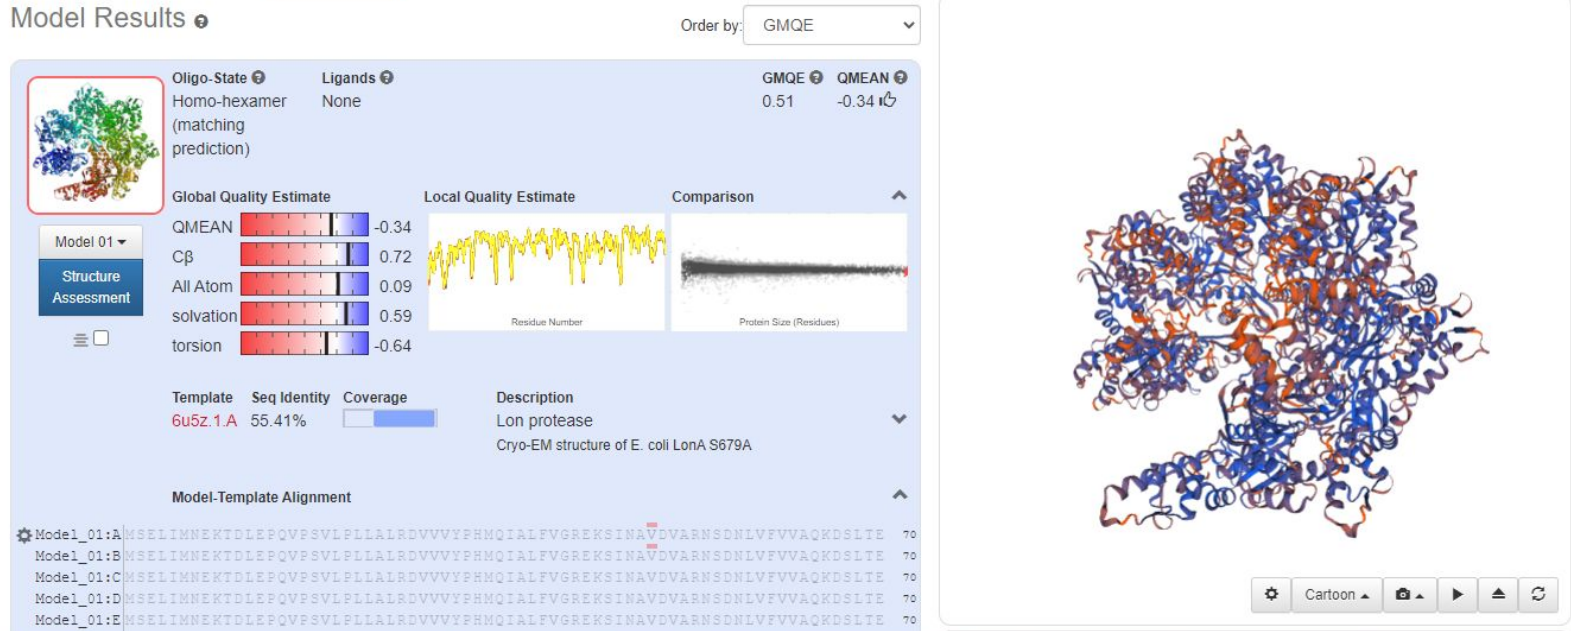 Model Results
Order by: GMQE
Oligo-State Ligands GMQE QMEAN
Homo-hexamer None 0.51 -0.34
(matching
prediction)
Global Quality Estimate Local Quality Estimate Comparison
QMEAN -0.34
Cβ 0.72
All Atom 0.09
solvation 0.59
torsion -0.64
Residue Number
Protein Size (Residues)
Model 01
Structure
Assessment
Template Seq Identity Coverage Description
6u5z.1.A 55.41% Lon protease
Cryo-EM structure of E. coli LonA S679A
Model-Template Alignment
Model_01:A MSELIMNEKTDLEPQVPSVLPLLALRDVVVYPHMQIALFVGREKSINAVDVARNSDNLVFVVAQKDSLTE 70
Model_01:B MSELIMNEKTDLEPQVPSVLPLLALRDVVVYPHMQIALFVGREKSINAVDVARNSDNLVFVVAQKDSLTE 70
Model_01:C MSELIMNEKTDLEPQVPSVLPLLALRDVVVYPHMQIALFVGREKSINAVDVARNSDNLVFVVAQKDSLTE 70
Model_01:D MSELIMNEKTDLEPQVPSVLPLLALRDVVVYPHMQIALFVGREKSINAVDVARNSDNLVFVVAQKDSLTE 70
Model_01:E MSELIMNEKTDLEPQVPSVLPLLALRDVVVYPHMQIALFVGREKSINAVDVARNSDNLVFVVAQKDSLTE 70
Cartoon